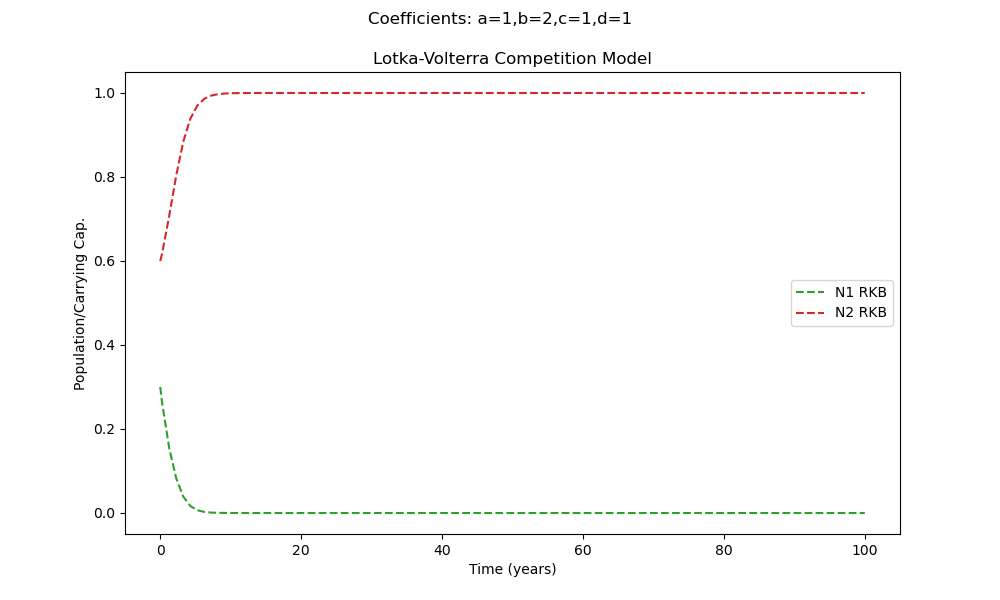 Coefficients: a=1,b=2,c=1,d=1
Lotka-Volterra Competition Model
Population/Carrying Cap.
1.0
0.8
0.6
0.4
0.2
0.0
N1 RKB
N2 RKB
0 20 40 60 80 100
Time (years)